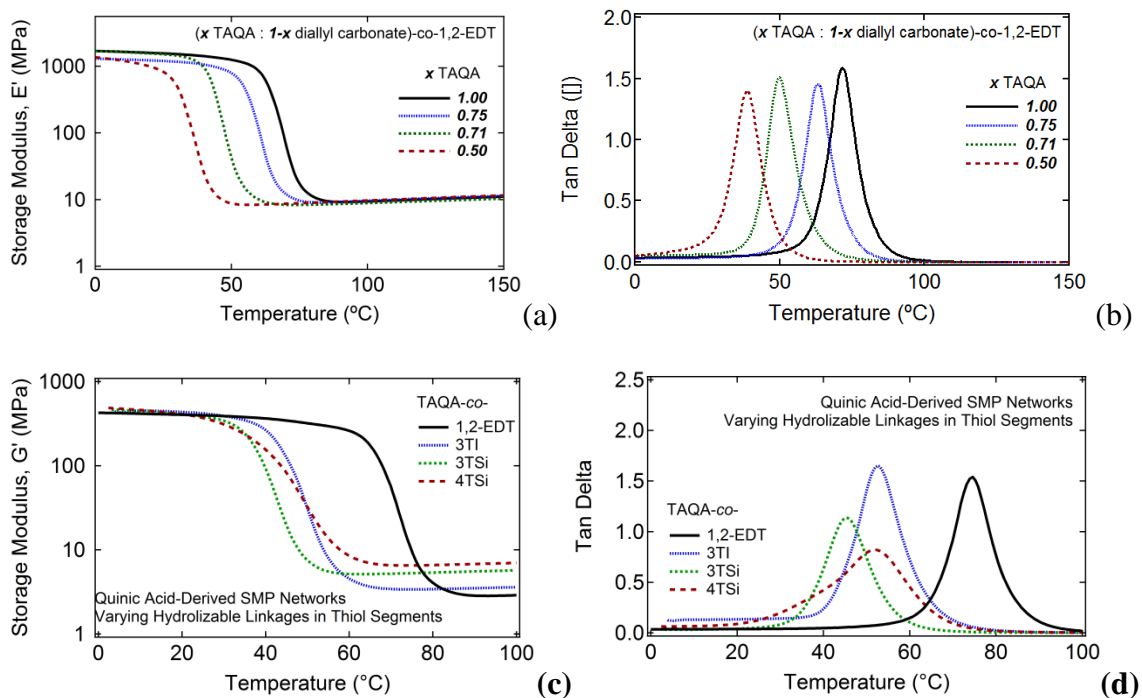 (x TAQA : 1-x diallyl carbonate)-co-1,2-EDT
Storage Modulus, E' (MPa)
1000
100
10
1
x TAQA
1.00
0.75
0.71
0.50
0
50
100
150
Temperature (ºC)
(a)
(x TAQA : 1-x diallyl carbonate)-co-1,2-EDT
Tan Delta ([])
2.0
1.5
1.0
0.5
0.0
x TAQA
1.00
0.75
0.71
0.50
0
50
100
150
Temperature (ºC)
(b)
Storage Modulus, G' (MPa)
1000
100
10
1
TAQA-co-
1,2-EDT
3TI
3TSi
4TSi
Quinic Acid-Derived SMP Networks
Varying Hydrolizable Linkages in Thiol Segments
0
20
40
60
80
100
Temperature (°C)
(c)
Tan Delta
2.5
2.0
1.5
1.0
0.5
0.0
Quinic Acid-Derived SMP Networks
Varying Hydrolizable Linkages in Thiol Segments
TAQA-co-
1,2-EDT
3TI
3TSi
4TSi
0
20
40
60
80
100
Temperature (°C)
(d)